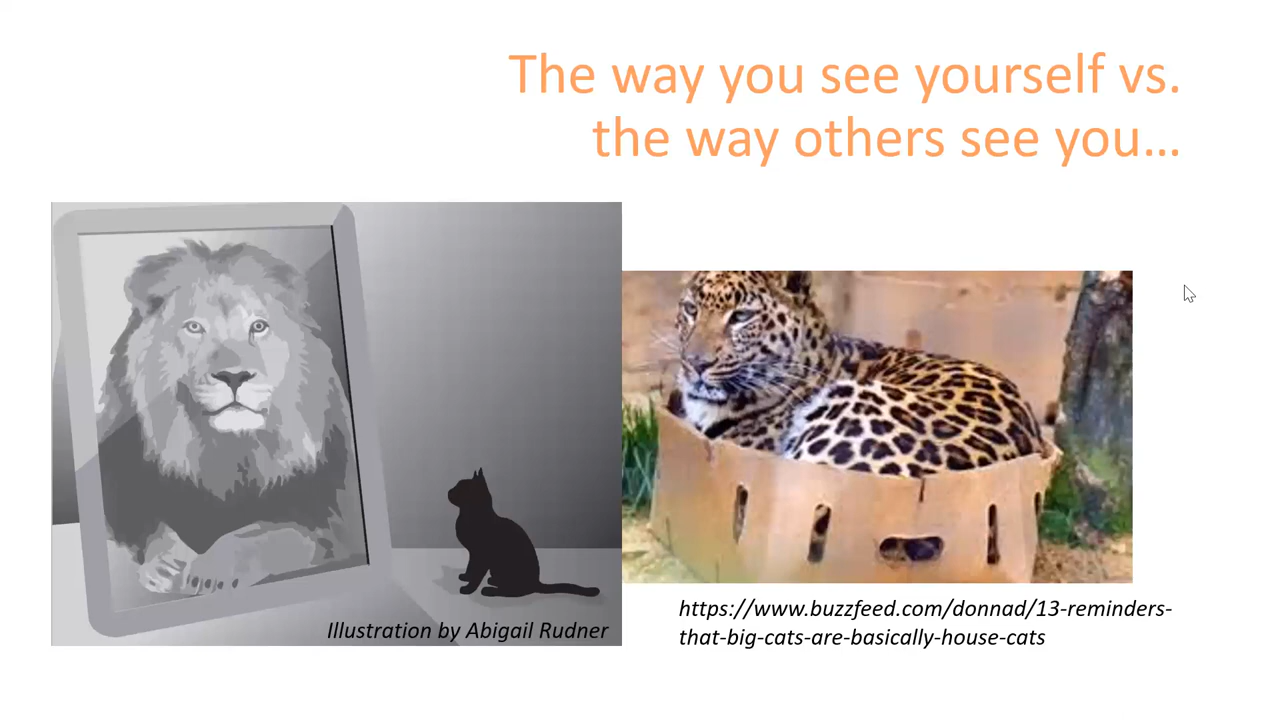 The way you see yourself vs.
the way others see you…
Illustration by Abigail Rudner
https://www.buzzfeed.com/donnad/13-reminders-
that-big-cats-are-basically-house-cats